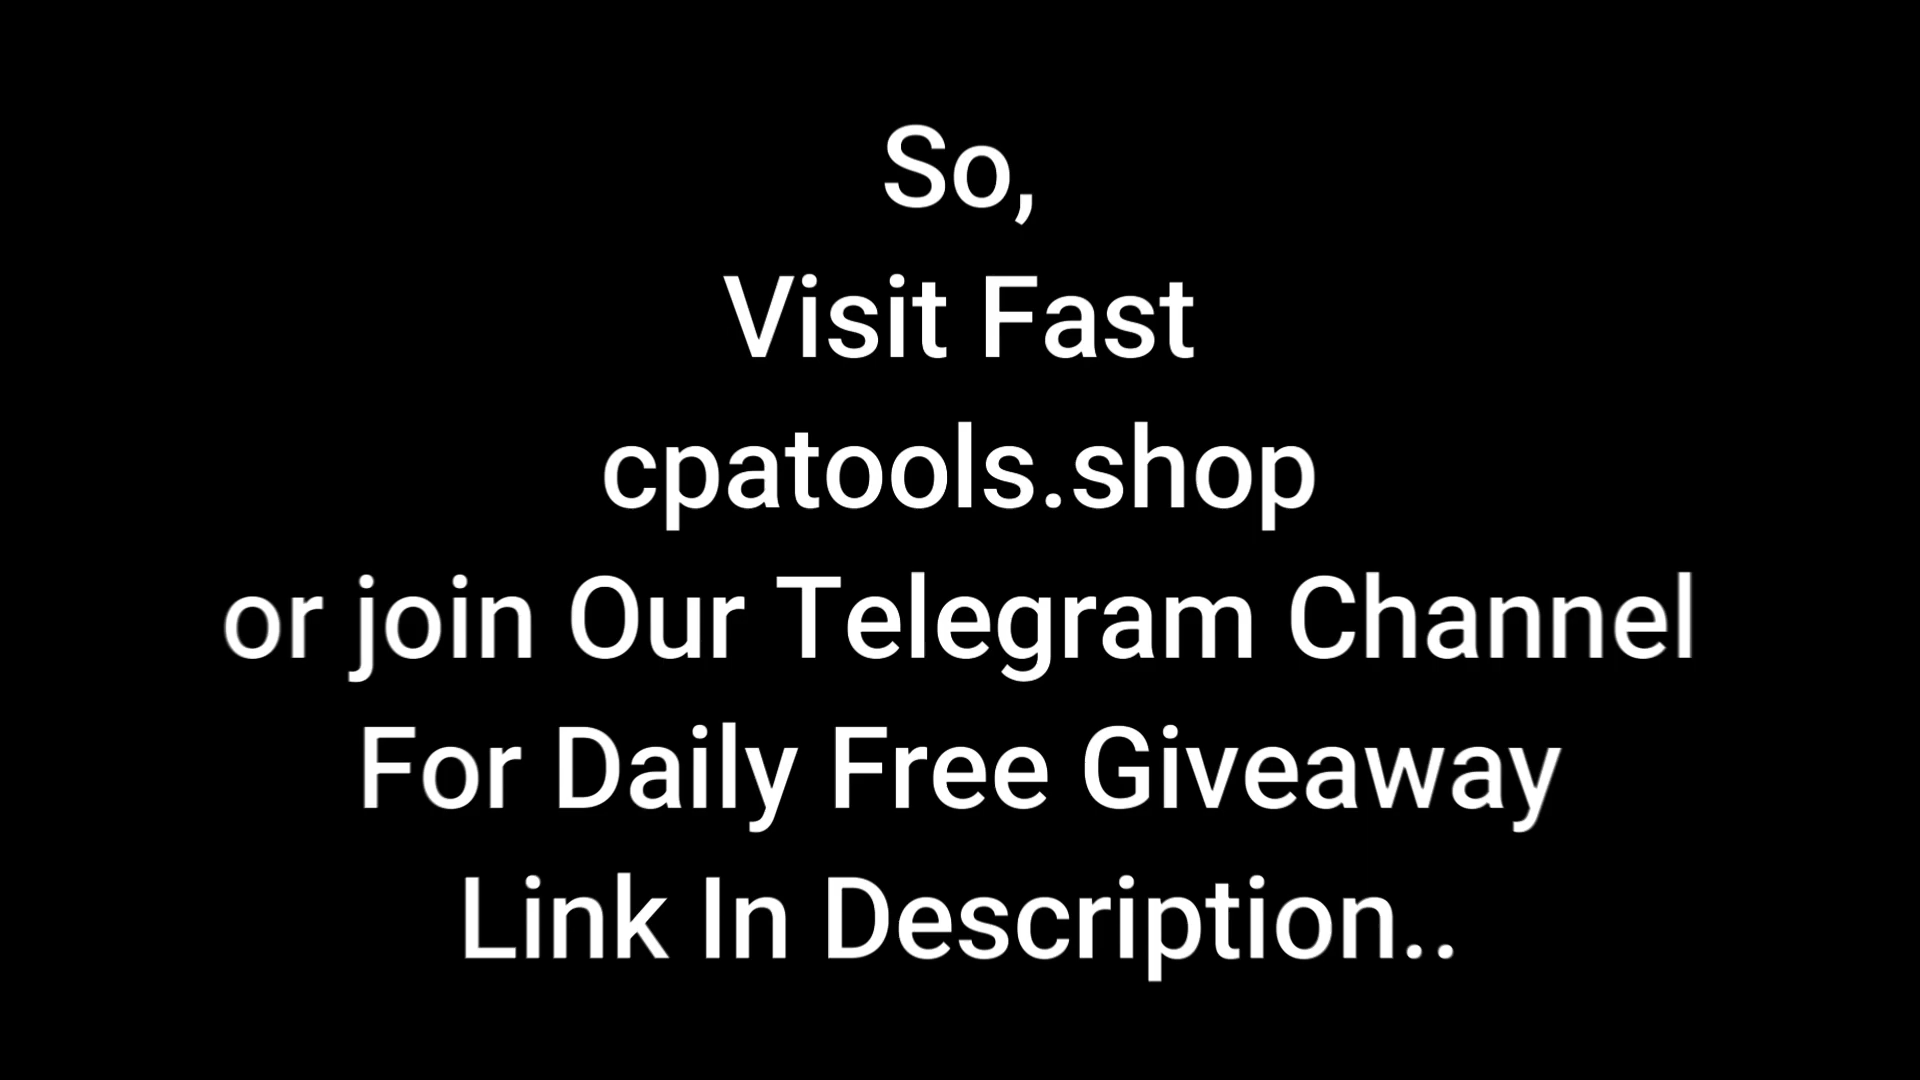 So,
Visit Fast
cpatools.shop
or join Our Telegram Channel
For Daily Free Giveaway
Link In Description..